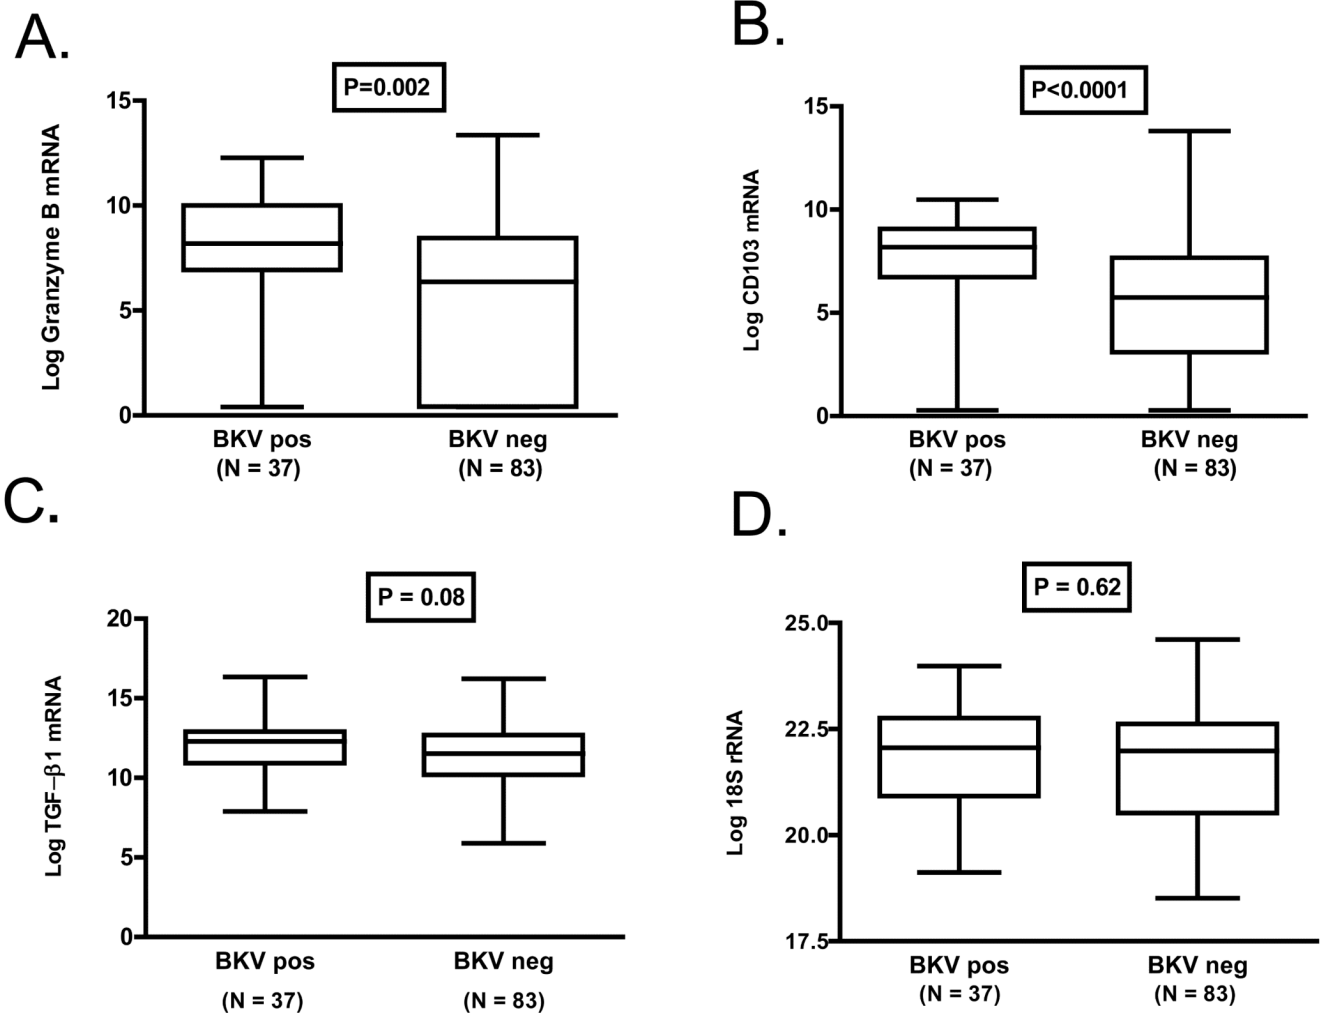 A.
P=0.002
Log Granzyme B mRNA
15
10
5
0
BKV pos
(N = 37)
BKV neg
(N = 83)
B.
P<0.0001
Log CD103 mRNA
15
10
5
0
BKV pos
(N = 37)
BKV neg
(N = 83)
C.
P = 0.08
Log TGF–β1 mRNA
20
15
10
5
0
BKV pos
(N = 37)
BKV neg
(N = 83)
D.
P = 0.62
Log 18S rRNA
25.0
22.5
20.0
17.5
BKV pos
(N = 37)
BKV neg
(N = 83)